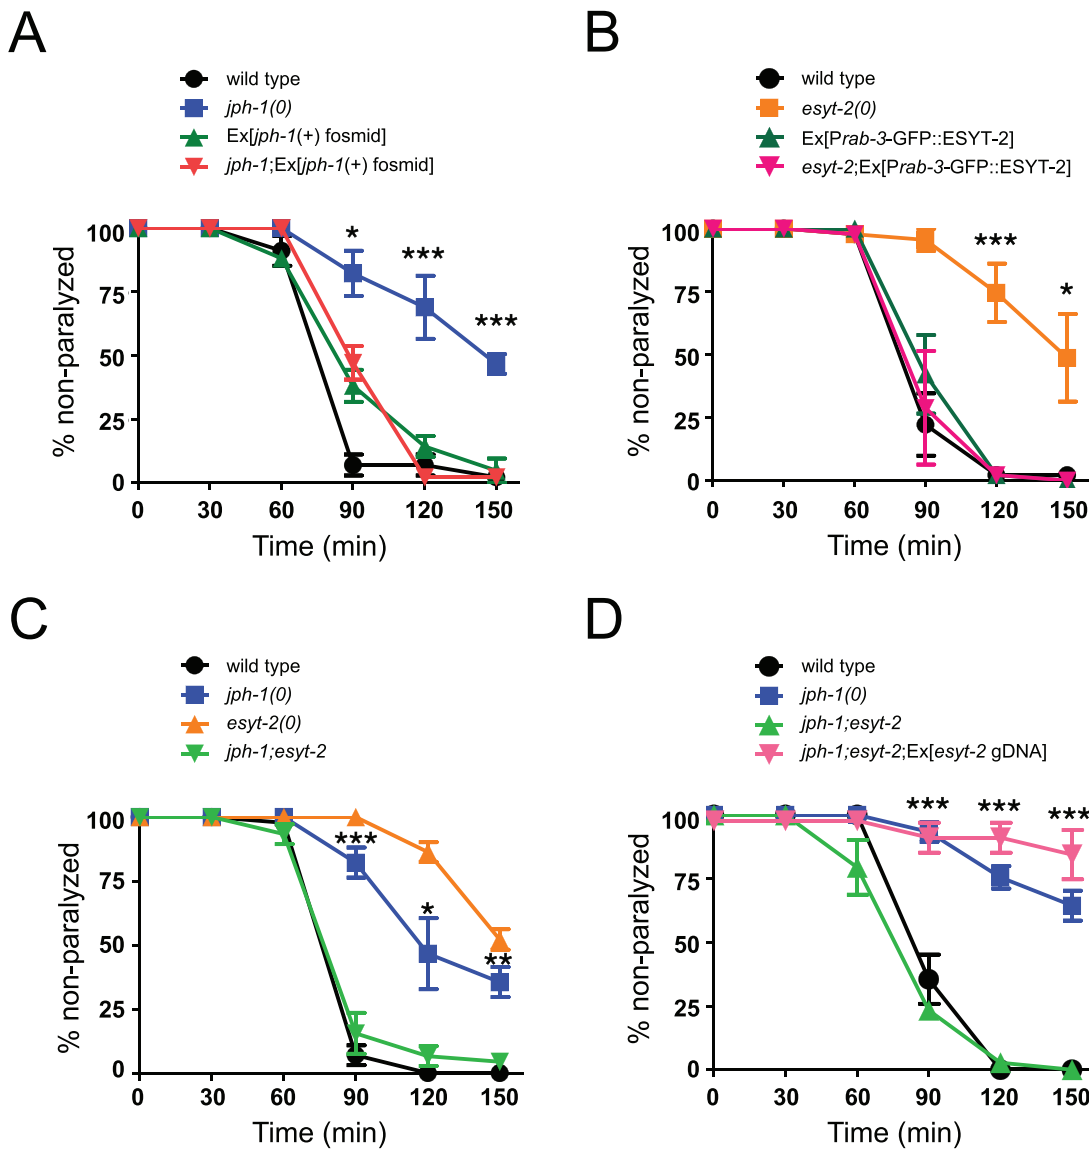 A
wild type
jph-1(0)
Ex[jph-1(+) fosmid]
jph-1;Ex[jph-1(+) fosmid]
% non-paralyzed
100
75
50
25
0
*
***
***
0 30 60 90 120 150
Time (min)
B
wild type
esyt-2(0)
Ex[Prab-3-GFP::ESYT-2]
esyt-2;Ex[Prab-3-GFP::ESYT-2]
% non-paralyzed
100
75
50
25
0
***
*
0 30 60 90 120 150
Time (min)
C
wild type
jph-1(0)
esyt-2(0)
jph-1;esyt-2
% non-paralyzed
100
75
50
25
0
***
*
**
0 30 60 90 120 150
Time (min)
D
wild type
jph-1(0)
jph-1;esyt-2
jph-1;esyt-2;Ex[esyt-2 gDNA]
% non-paralyzed
100
75
50
25
0
*** *** ***
0 30 60 90 120 150
Time (min)